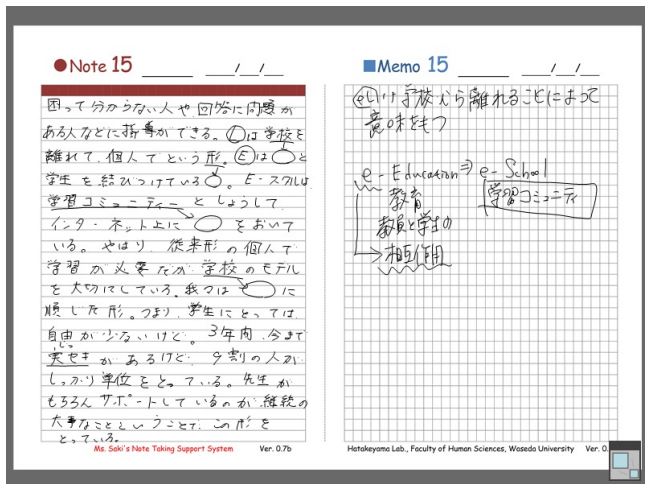 Note 15
困って分からない人や回答に問題が
ある人などに指導ができる。Lは学校を
離れて、個人でという形。Eは と
学生を結びつけている 。E-スクルは
学習コミュニティーとしょうして、
インターネット上に をおいて
いる。やはり 従来形の個人で
学習が必要だが学校のモデル
を大切にしている。我々は に
順した形。つまり、学生にとっては
自由が少ないけど。3年間、今まで
じっ
実せきがあるけど 9割の人が
しっかり単位をとっている。先生が
もちろんサポートしているのが継続の
大事なことということで、この形を
とっている。
Ms. Saki's Note Taking Support System Ver. 0.7b
Memo 15
eLは学校から離れることによって
意味をもつ
e-Education⇒e-School
教育 学習コミュニティ
教員と学生の
→相互作用
Hatakeyama Lab., Faculty of Human Sciences, Waseda University Ver. 0.